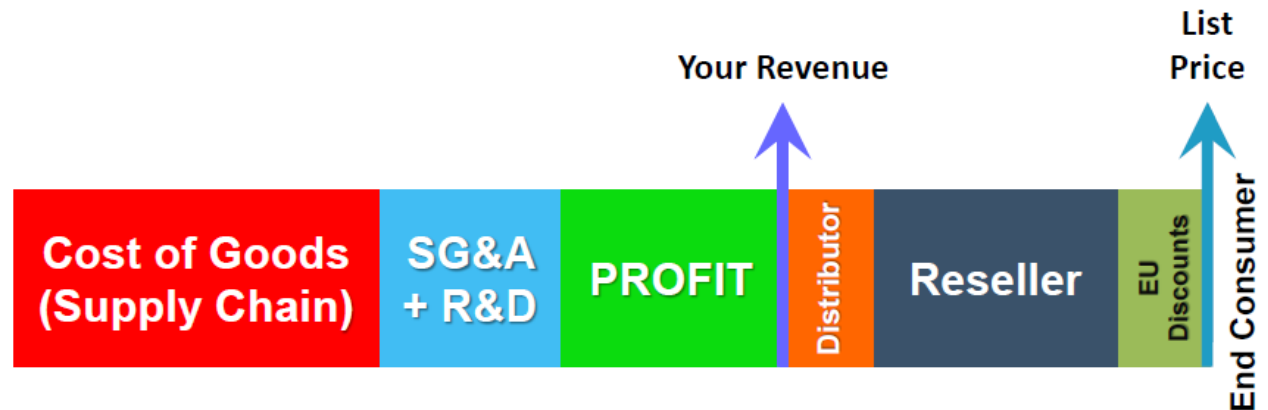 List
Price
Your Revenue
Cost of Goods
(Supply Chain)
SG&A
+ R&D
PROFIT
Distributor
Reseller
EU
Discounts
End Consumer